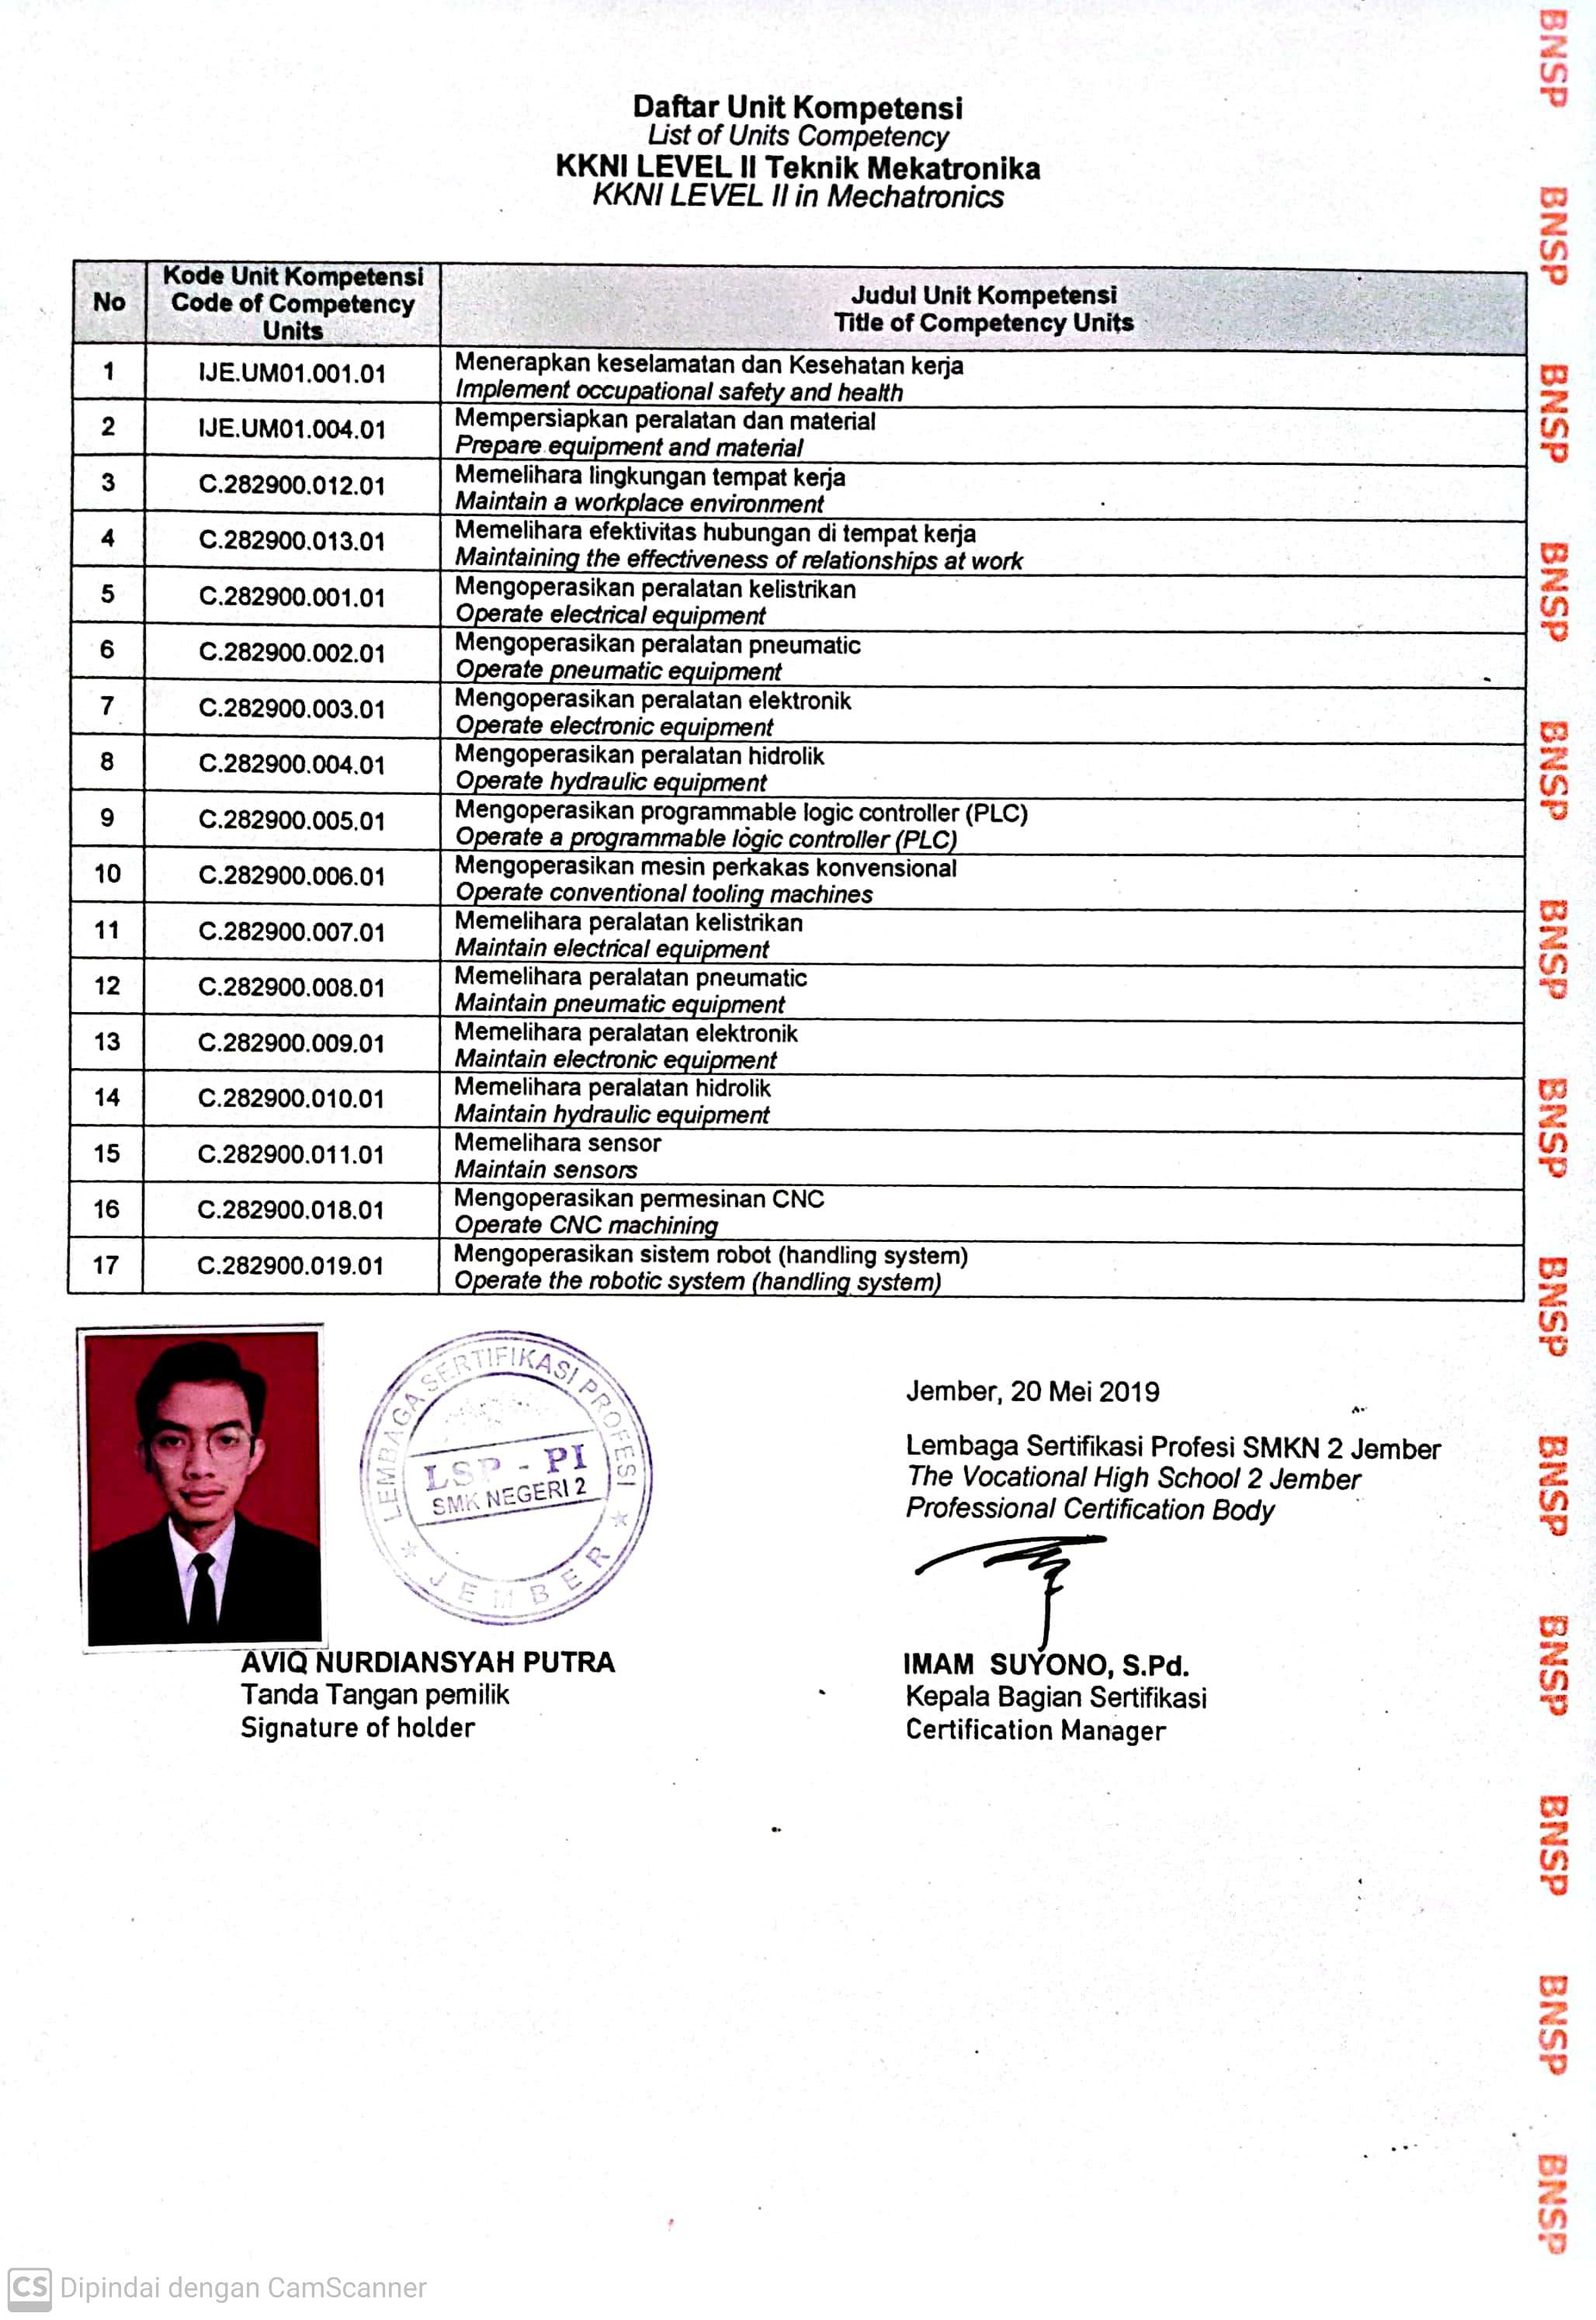 Daftar Unit Kompetensi
List of Units Competency
KKNI LEVEL II Teknik Mekatronika
KKNI LEVEL II in Mechatronics
No
Kode Unit Kompetensi
Code of Competency
Units
Judul Unit Kompetensi
Title of Competency Units
1 IJE.UM01.001.01 Menerapkan keselamatan dan Kesehatan kerja
Implement occupational safety and health
2 IJE.UM01.004.01 Mempersiapkan peralatan dan material
Prepare equipment and material
3 C.282900.012.01 Memelihara lingkungan tempat kerja
Maintain a workplace environment
4 C.282900.013.01 Memelihara efektivitas hubungan di tempat kerja
Maintaining the effectiveness of relationships at work
5 C.282900.001.01 Mengoperasikan peralatan kelistrikan
Operate electrical equipment
6 C.282900.002.01 Mengoperasikan peralatan pneumatic
Operate pneumatic equipment
7 C.282900.003.01 Mengoperasikan peralatan elektronik
Operate electronic equipment
8 C.282900.004.01 Mengoperasikan peralatan hidrolik
Operate hydraulic equipment
9 C.282900.005.01 Mengoperasikan programmable logic controller (PLC)
Operate a programmable logic controller (PLC)
10 C.282900.006.01 Mengoperasikan mesin perkakas konvensional
Operate conventional tooling machines
11 C.282900.007.01 Memelihara peralatan kelistrikan
Maintain electrical equipment
12 C.282900.008.01 Memelihara peralatan pneumatic
Maintain pneumatic equipment
13 C.282900.009.01 Memelihara peralatan elektronik
Maintain electronic equipment
14 C.282900.010.01 Memelihara peralatan hidrolik
Maintain hydraulic equipment
15 C.282900.011.01 Memelihara sensor
Maintain sensors
16 C.282900.018.01 Mengoperasikan permesinan CNC
Operate CNC machining
17 C.282900.019.01 Mengoperasikan sistem robot (handling system)
Operate the robotic system (handling system)
LEMBAGA SERTIFIKASI PROFESI
LSP - PI
SMK NEGERI 2
JEMBER
Jember, 20 Mei 2019
Lembaga Sertifikasi Profesi SMKN 2 Jember
The Vocational High School 2 Jember
Professional Certification Body
AVIQ NURDIANSYAH PUTRA
Tanda Tangan pemilik
Signature of holder
IMAM SUYONO, S.Pd.
Kepala Bagian Sertifikasi
Certification Manager
BNSP
BNSP
BNSP
BNSP
BNSP
BNSP
BNSP
BNSP
BNSP
BNSP
BNSP
BNSP
BNSP
CS Dipindai dengan CamScanner